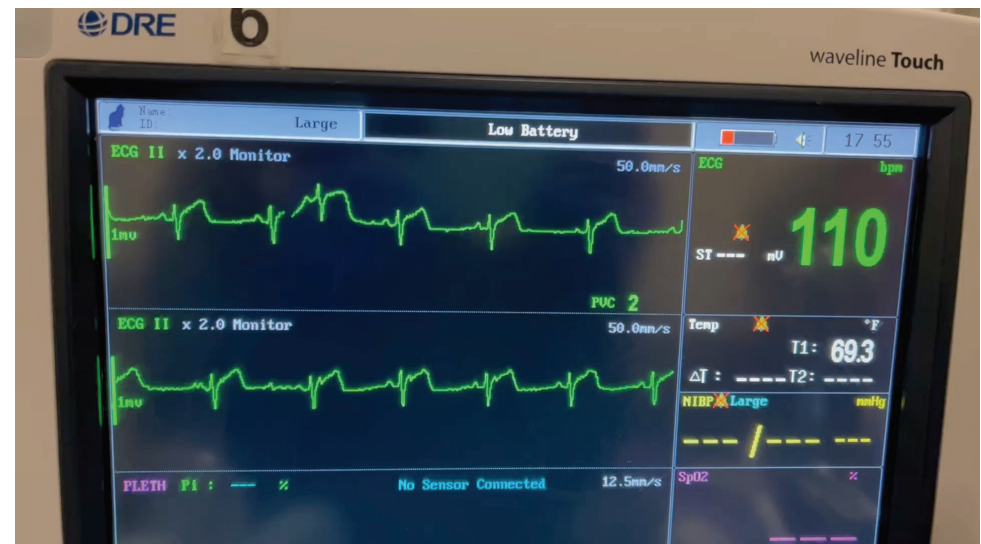 DRE 6
waveline Touch
Name:
ID: Large Low Battery 17 55
ECG II x 2.0 Monitor 50.0mm/s
1mv
PVC 2
ECG bpm
110
ST --- mV
ECG II x 2.0 Monitor 50.0mm/s
1mv
Temp °F
T1: 69.3
ΔT : ---- T2: ----
NIBP Large mmHg
--- / --- ---
PLETH Pi : --- % No Sensor Connected 12.5mm/s
SpO2 %
---